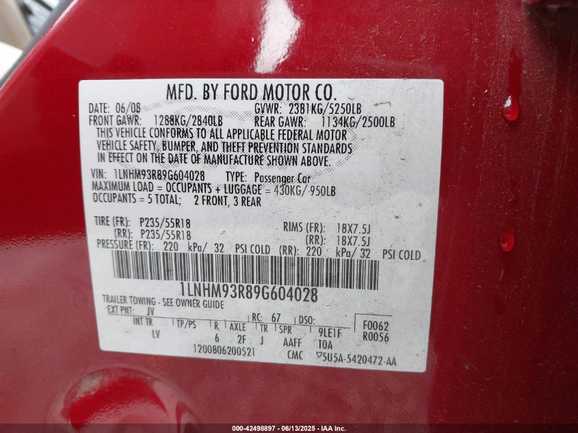 MFD. BY FORD MOTOR CO.
DATE: 06/08 GVWR: 2381KG/5250LB
FRONT GAWR: 1288KG/2840LB REAR GAWR: 1134KG/2500LB
THIS VEHICLE CONFORMS TO ALL APPLICABLE FEDERAL MOTOR
VEHICLE SAFETY, BUMPER, AND THEFT PREVENTION STANDARDS
IN EFFECT ON THE DATE OF MANUFACTURE SHOWN ABOVE.
VIN: 1LNHM93R89G604028 TYPE: Passenger Car
MAXIMUM LOAD = OCCUPANTS + LUGGAGE = 430KG/ 950LB
OCCUPANTS = 5 TOTAL; 2 FRONT, 3 REAR
TIRE (FR): P235/55R18 RIMS (FR): 18X7.5J
(RR): P235/55R18 (RR): 18X7.5J
PRESSURE (FR): 220 kPa/ 32 PSI COLD (RR): 220 kPa/ 32 PSI COLD
1LNHM93R89G604028
TRAILER TOWING - SEE OWNER GUIDE
EXT PNT: JV RC: 67 DSO: F0062
INT TR TP/PS R AXLE TR SPR 9LE1F R0056
LV 6 2F J AAFF 10A
1200806200521 CMC 5U5A-5420472-AA
000-42498897 - 06/13/2025 - IAA Inc.